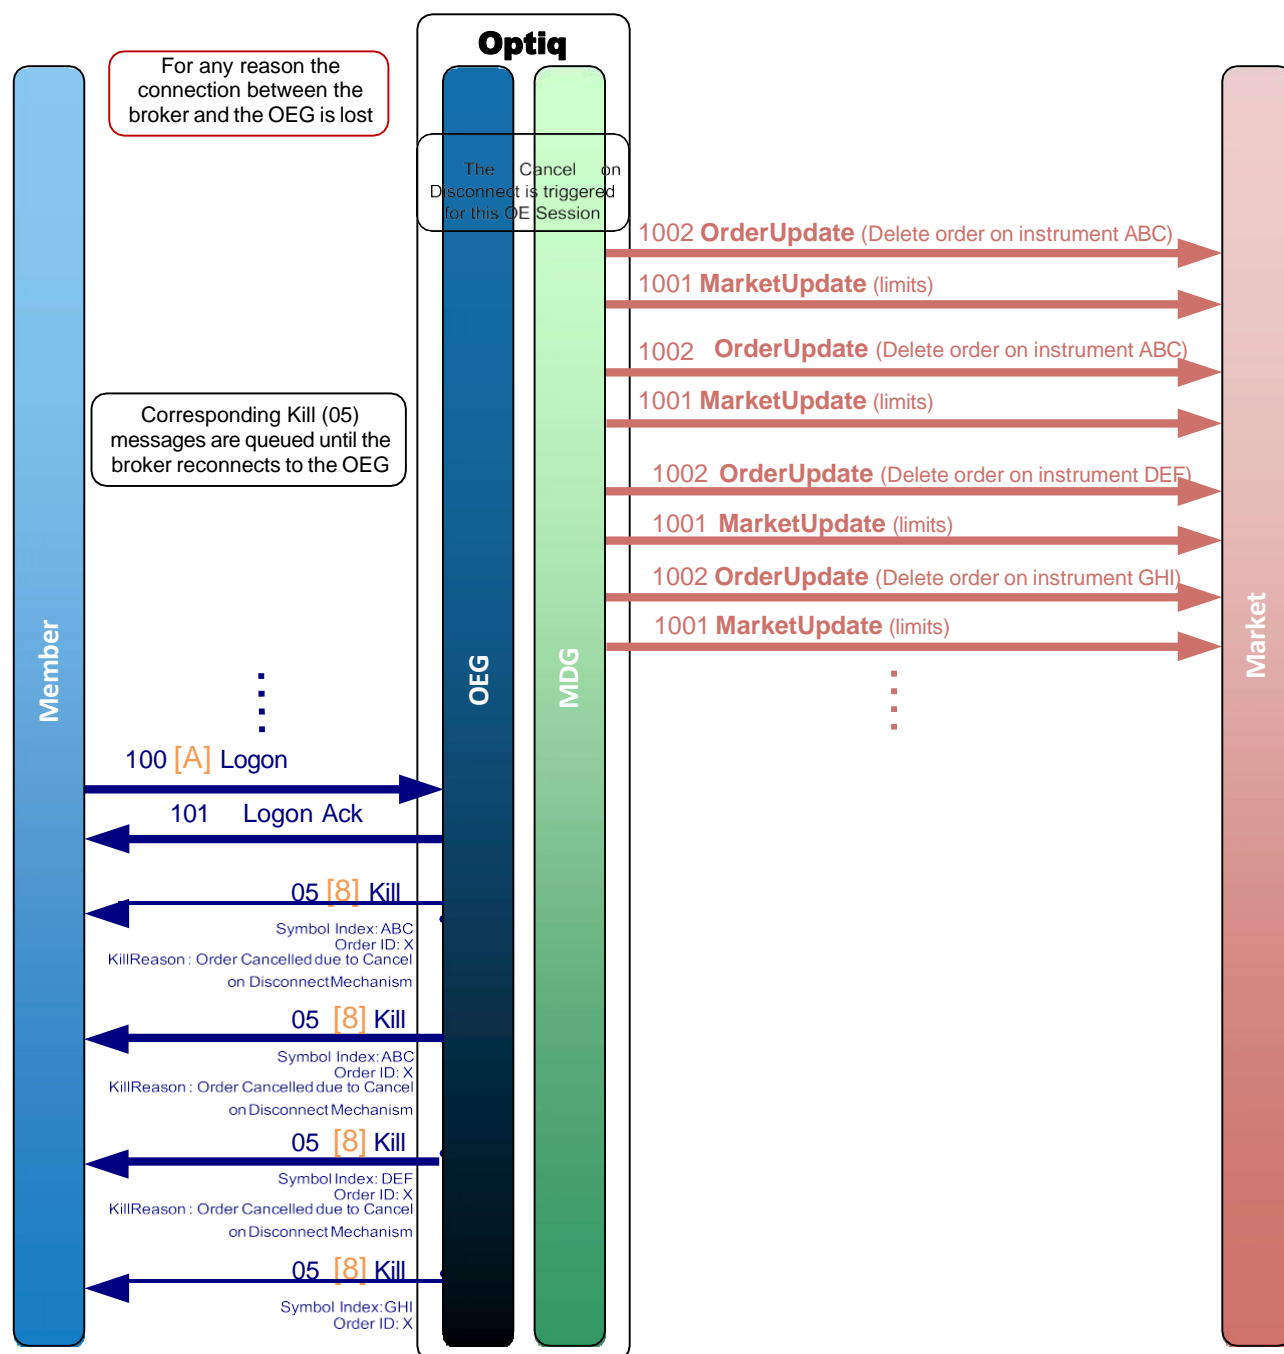 Optiq
For any reason the
connection between the
broker and the OEG is lost
The Cancel on
Disconnect is triggered
for this OE Session
1002 OrderUpdate (Delete order on instrument ABC)
1001 MarketUpdate (limits)
1002 OrderUpdate (Delete order on instrument ABC)
1001 MarketUpdate (limits)
Corresponding Kill (05)
messages are queued until the
broker reconnects to the OEG
1002 OrderUpdate (Delete order on instrument DEF)
1001 MarketUpdate (limits)
1002 OrderUpdate (Delete order on instrument GHI)
1001 MarketUpdate (limits)
Member
OEG
MDG
Market
100 [A] Logon
101 Logon Ack
05 [8] Kill
Symbol Index: ABC
Order ID: X
KillReason : Order Cancelled due to Cancel
on Disconnect Mechanism
05 [8] Kill
Symbol Index: ABC
Order ID: X
KillReason : Order Cancelled due to Cancel
on Disconnect Mechanism
05 [8] Kill
Symbol Index: DEF
Order ID: X
KillReason : Order Cancelled due to Cancel
on Disconnect Mechanism
05 [8] Kill
Symbol Index: GHI
Order ID: X